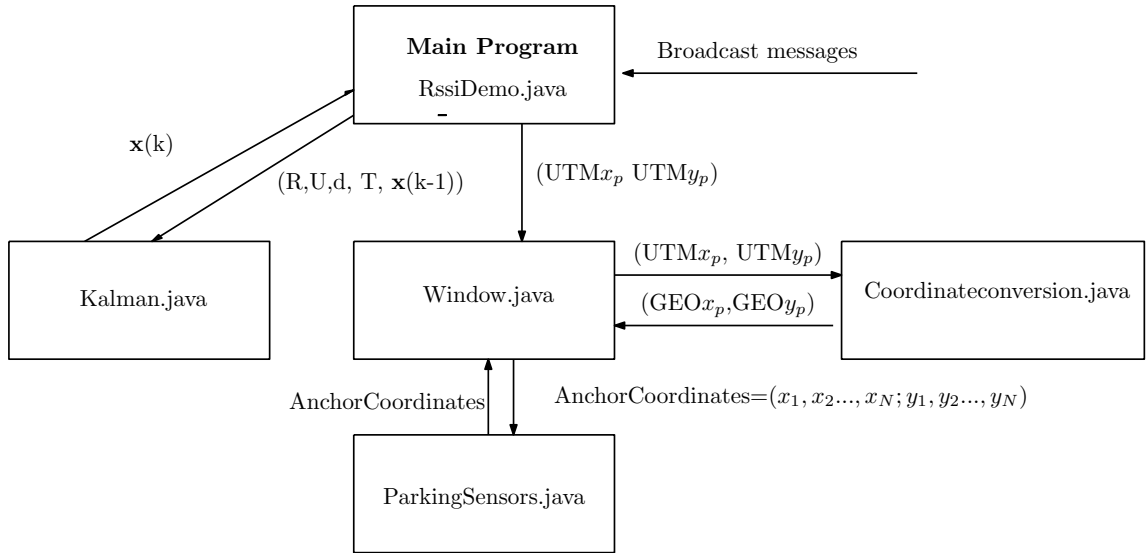 Main Program
RssiDemo.java
Broadcast messages
x(k)
(R,U,d, T, x(k-1))
(UTMx_p UTMy_p)
Kalman.java
Window.java
(UTMx_p, UTMy_p)
(GEOx_p,GEOy_p)
Coordinateconversion.java
AnchorCoordinates
AnchorCoordinates=(x_1, x_2..., x_N; y_1, y_2..., y_N)
ParkingSensors.java